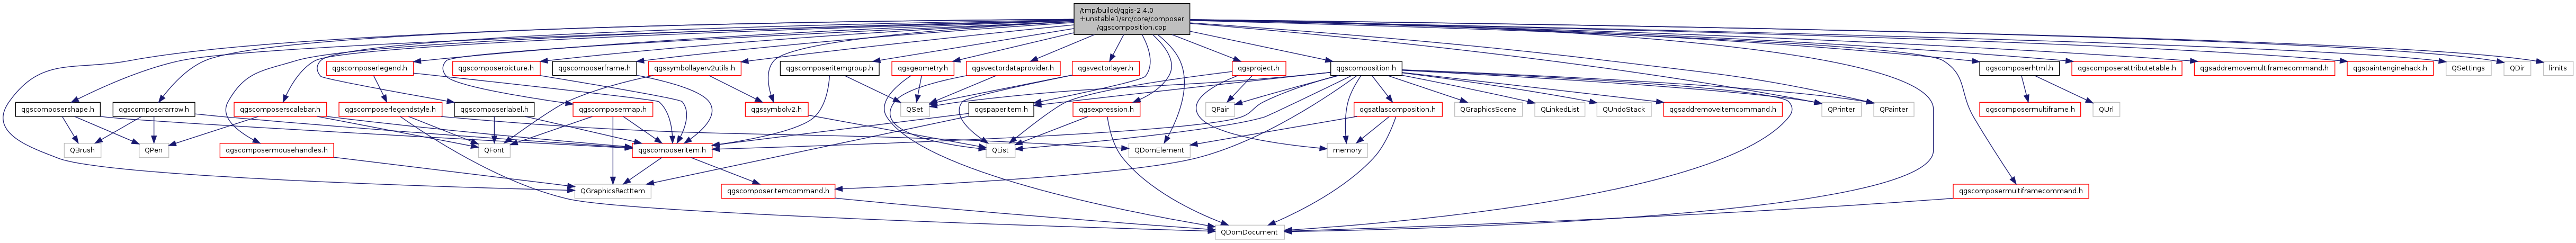 /tmp/buildd/qgis-2.4.0
+unstable1/src/core/composer
/qgscomposition.cpp
qgscomposerlegend.h
qgscomposerpicture.h
qgscomposerframe.h
qgssymbollayerv2utils.h
qgscomposeritemgroup.h
qgsgeometry.h
qgsvectordataprovider.h
qgsvectorlayer.h
qgsproject.h
qgscomposition.h
qgscomposerhtml.h
qgscomposerattributetable.h
qgsaddremovemultiframecommand.h
qgspaintenginehack.h
QSettings
QDir
limits
qgscomposershape.h
qgscomposerarrow.h
qgscomposerscalebar.h
qgscomposerlegendstyle.h
qgscomposerlabel.h
qgscomposermap.h
qgssymbolv2.h
QSet
qgspaperitem.h
qgsexpression.h
QPair
qgsatlascomposition.h
QGraphicsScene
QLinkedList
QUndoStack
qgsaddremoveitemcommand.h
QPrinter
QPainter
qgscomposermultiframe.h
QUrl
QBrush
QPen
qgscomposermousehandles.h
QFont
qgscomposeritem.h
QList
QDomElement
memory
QGraphicsRectItem
qgscomposeritemcommand.h
qgscomposermultiframecommand.h
QDomDocument